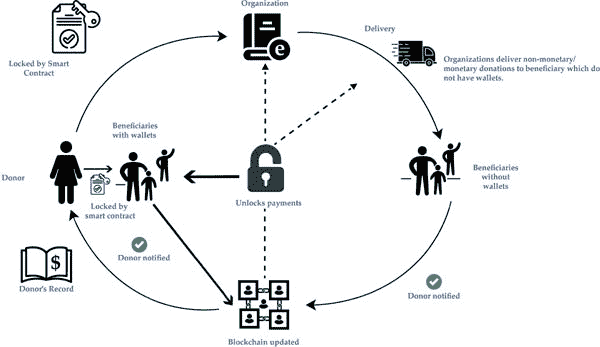 Organization
Delivery
Locked by Smart
Contract
Organizations deliver non-monetary/
monetary donations to beneficiary which do
not have wallets.
Beneficiaries
with wallets
Donor
Locked by
smart contract
Unlocks payments
Beneficiaries
without
wallets
Donor notified
Donor's Record
$
Donor notified
Blockchain updated
e